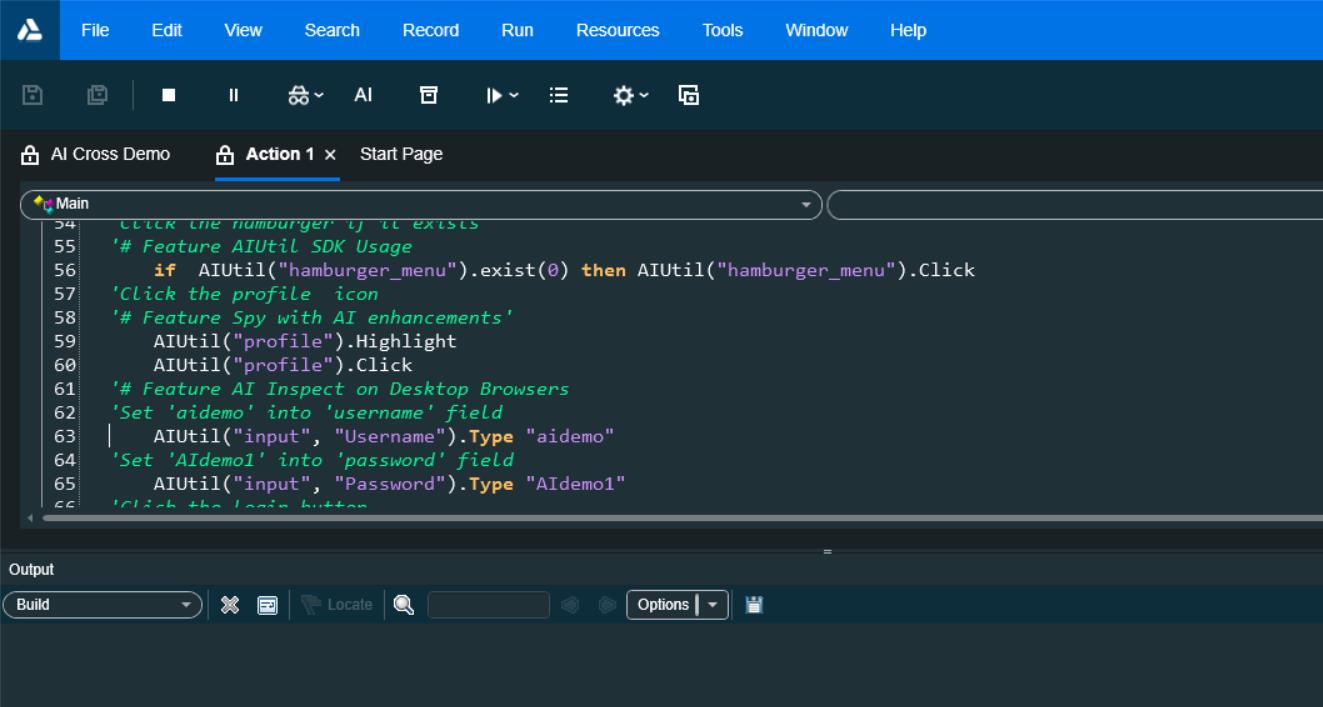 File Edit View Search Record Run Resources Tools Window Help
AI
AI Cross Demo Action 1 × Start Page
Main
54 'Click the hamburger if it exists
55 '# Feature AIUtil SDK Usage
56 if AIUtil("hamburger_menu").exist(0) then AIUtil("hamburger_menu").Click
57 'Click the profile  icon
58 '# Feature Spy with AI enhancements'
59 AIUtil("profile").Highlight
60 AIUtil("profile").Click
61 '# Feature AI Inspect on Desktop Browsers
62 'Set 'aidemo' into 'username' field
63 AIUtil("input", "Username").Type "aidemo"
64 'Set 'AIdemo1' into 'password' field
65 AIUtil("input", "Password").Type "AIdemo1"
66 'Click the Login button
Output
Build Locate Options